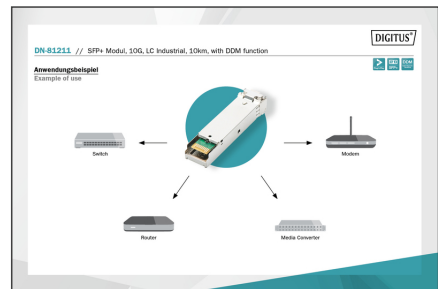 DIGITUS®
DN-81211 // SFP+ Modul, 10G, LC Industrial, 10km, with DDM function
Anwendungsbeispiel
Example of use
Switch
Modem
Router
Media Converter